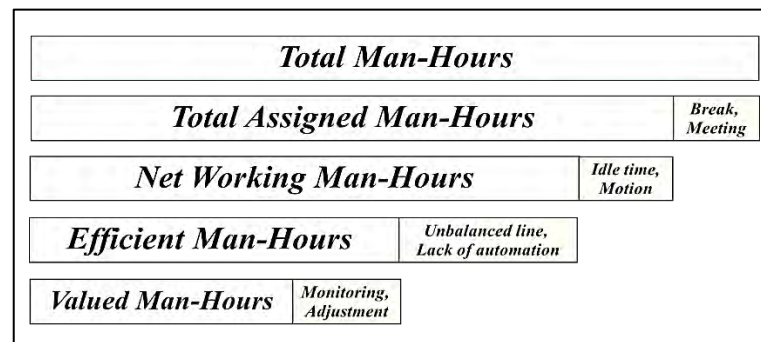 Total Man-Hours
Total Assigned Man-Hours
Break,
Meeting
Net Working Man-Hours
Idle time,
Motion
Efficient Man-Hours
Unbalanced line,
Lack of automation
Valued Man-Hours
Monitoring,
Adjustment